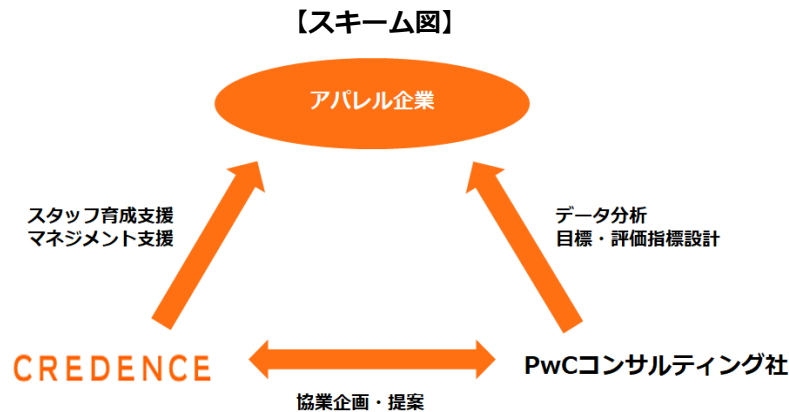 【スキーム図】
アパレル企業
スタッフ育成支援
マネジメント支援
データ分析
目標・評価指標設計
CREDENCE
PwCコンサルティング社
協業企画・提案